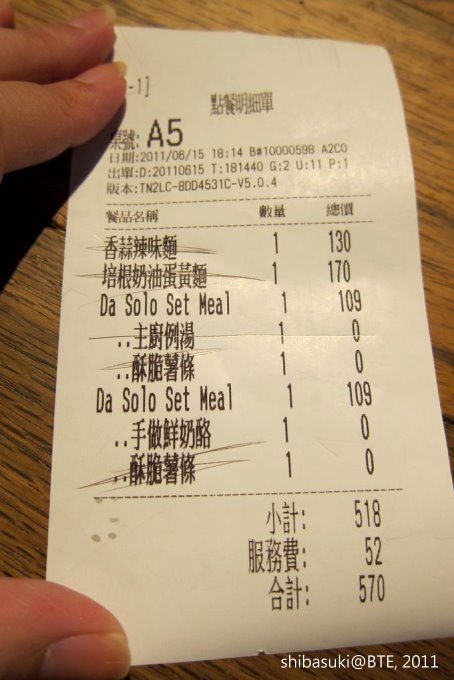 -1]
點餐明細單
桌號: A5
日期:2011/06/15 18:14 B#10000598 A2C0
出單:D:20110615 T:181440 G:2 U:11 P:1
版本:TN2LC-8DD4531C-V5.0.4
餐品名稱 數量 總價
香蒜辣味麵 1 130
培根奶油蛋黃麵 1 170
Da Solo Set Meal 1 109
..主廚例湯 1 0
..酥脆薯條 1 0
Da Solo Set Meal 1 109
..手做鮮奶酪 1 0
..酥脆薯條 1 0
小計: 518
服務費: 52
合計: 570
shibasuki@BTE, 2011